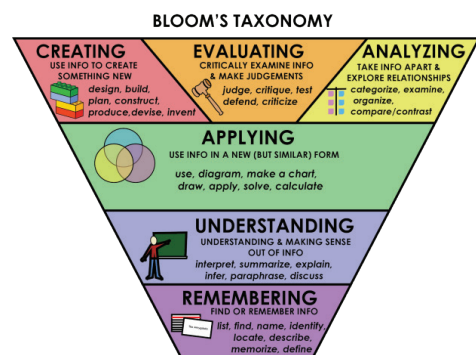 BLOOM'S TAXONOMY
CREATING
USE INFO TO CREATE
SOMETHING NEW
design, build,
plan, construct,
produce,devise, invent
EVALUATING
CRITICALLY EXAMINE INFO
& MAKE JUDGEMENTS
judge, critique, test
defend, criticize
ANALYZING
TAKE INFO APART &
EXPLORE RELATIONSHIPS
categorize, examine,
organize,
compare/contrast
APPLYING
USE INFO IN A NEW (BUT SIMILAR) FORM
use, diagram, make a chart,
draw, apply, solve, calculate
UNDERSTANDING
UNDERSTANDING & MAKING SENSE
OUT OF INFO
interpret, summarize, explain,
infer, paraphrase, discuss
REMEMBERING
FIND OR REMEMBER INFO
list, find, name, identify,
locate, describe,
memorize, define